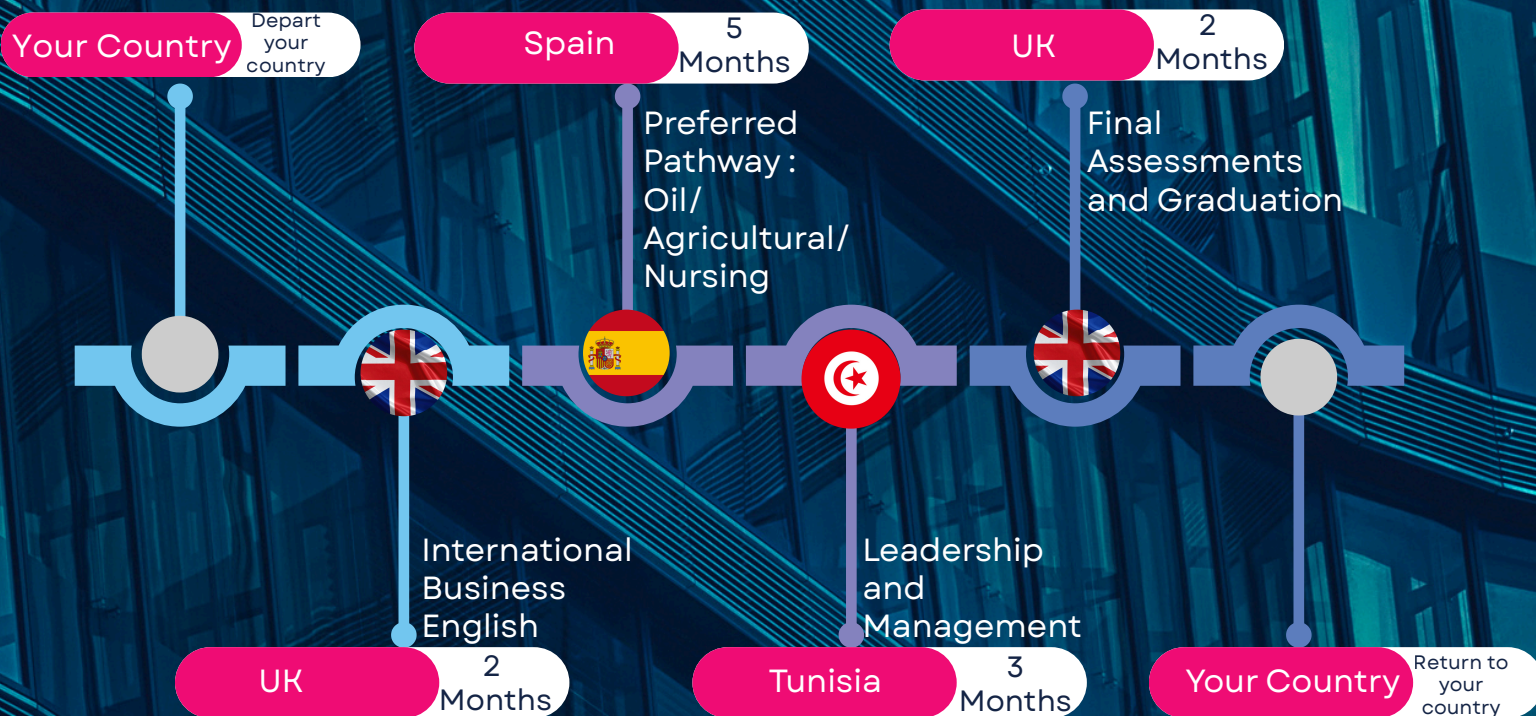 Your Country
Depart
your
country
International
Business
English
UK
2
Months
Spain
5
Months
Preferred
Pathway :
Oil/
Agricultural/
Nursing
Leadership
and
Management
Tunisia
3
Months
UK
2
Months
Final
Assessments
and Graduation
Your Country
Return to
your
country